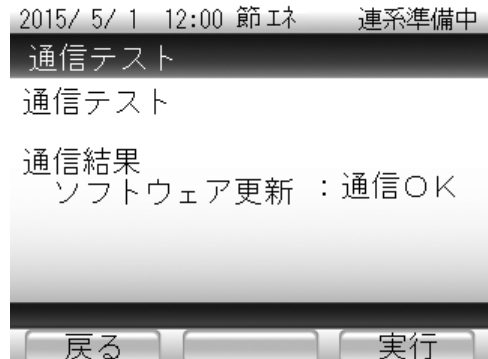 2015/ 5/ 1 12:00 節エネ 連系準備中
通信テスト
通信テスト
通信結果
ソフトウェア更新 :通信OK
戻る 実行